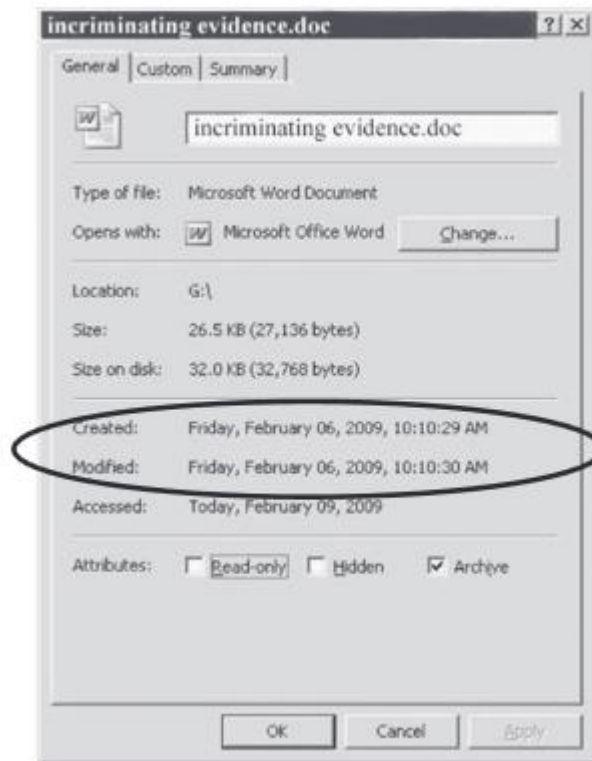 incriminating evidence.doc ? ×
General Custom Summary
W incriminating evidence.doc
Type of file: Microsoft Word Document
Opens with: W Microsoft Office Word Change...
Location: G:\
Size: 26.5 KB (27,136 bytes)
Size on disk: 32.0 KB (32,768 bytes)
Created: Friday, February 06, 2009, 10:10:29 AM
Modified: Friday, February 06, 2009, 10:10:30 AM
Accessed: Today, February 09, 2009
Attributes: Read-only Hidden Archive
OK Cancel Apply